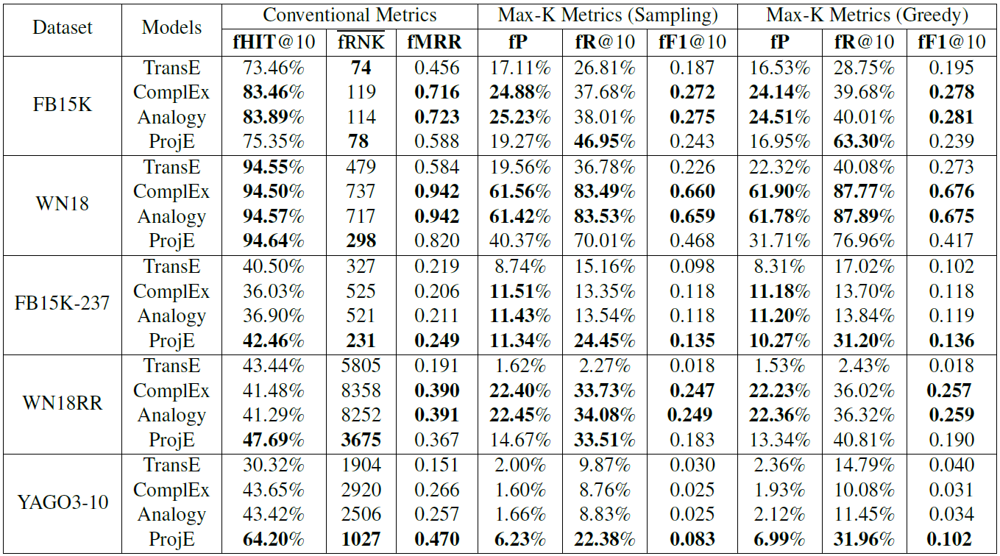 Dataset Models Conventional Metrics Max-K Metrics (Sampling) Max-K Metrics (Greedy)
fHIT@10 fRNK fMRR fP fR@10 fF1@10 fP fR@10 fF1@10
FB15K
TransE 73.46% 74 0.456 17.11% 26.81% 0.187 16.53% 28.75% 0.195
ComplEx 83.46% 119 0.716 24.88% 37.68% 0.272 24.14% 39.68% 0.278
Analogy 83.89% 114 0.723 25.23% 38.01% 0.275 24.51% 40.01% 0.281
ProjE 75.35% 78 0.588 19.27% 46.95% 0.243 16.95% 63.30% 0.239
WN18
TransE 94.55% 479 0.584 19.56% 36.78% 0.226 22.32% 40.08% 0.273
ComplEx 94.50% 737 0.942 61.56% 83.49% 0.660 61.90% 87.77% 0.676
Analogy 94.57% 717 0.942 61.42% 83.53% 0.659 61.78% 87.89% 0.675
ProjE 94.64% 298 0.820 40.37% 70.01% 0.468 31.71% 76.96% 0.417
FB15K-237
TransE 40.50% 327 0.219 8.74% 15.16% 0.098 8.31% 17.02% 0.102
ComplEx 36.03% 525 0.206 11.51% 13.35% 0.118 11.18% 13.70% 0.118
Analogy 36.90% 521 0.211 11.43% 13.54% 0.118 11.20% 13.84% 0.119
ProjE 42.46% 231 0.249 11.34% 24.45% 0.135 10.27% 31.20% 0.136
WN18RR
TransE 43.44% 5805 0.191 1.62% 2.27% 0.018 1.53% 2.43% 0.018
ComplEx 41.48% 8358 0.390 22.40% 33.73% 0.247 22.23% 36.02% 0.257
Analogy 41.29% 8252 0.391 22.45% 34.08% 0.249 22.36% 36.32% 0.259
ProjE 47.69% 3675 0.367 14.67% 33.51% 0.183 13.34% 40.81% 0.190
YAGO3-10
TransE 30.32% 1904 0.151 2.00% 9.87% 0.030 2.36% 14.79% 0.040
ComplEx 43.65% 2920 0.266 1.60% 8.76% 0.025 1.93% 10.08% 0.031
Analogy 43.42% 2506 0.257 1.66% 8.83% 0.025 2.12% 11.45% 0.034
ProjE 64.20% 1027 0.470 6.23% 22.38% 0.083 6.99% 31.96% 0.102